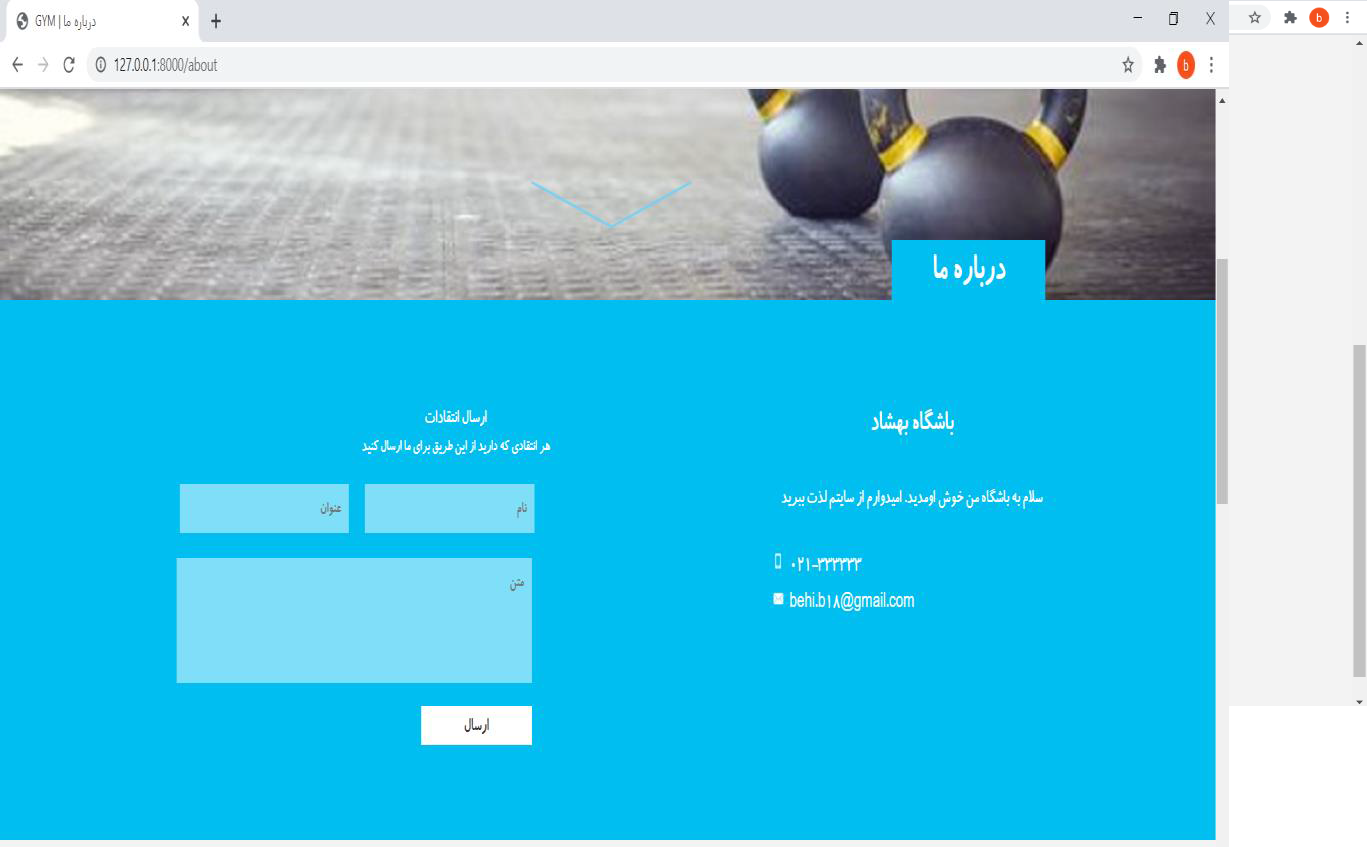 GYM | درباره ما
127.0.0.1:8000/about
b
b
درباره ما
باشگاه بهشاد
سلام به باشگاه من خوش اومدید. امیدوارم از سایتم لذت ببرید
۰۲۱-۳۳۳۳۳۳
behi.b۱۸@gmail.com
ارسال انتقادات
هر انتقادی که دارید از این طریق برای ما ارسال کنید
نام
عنوان
متن
ارسال